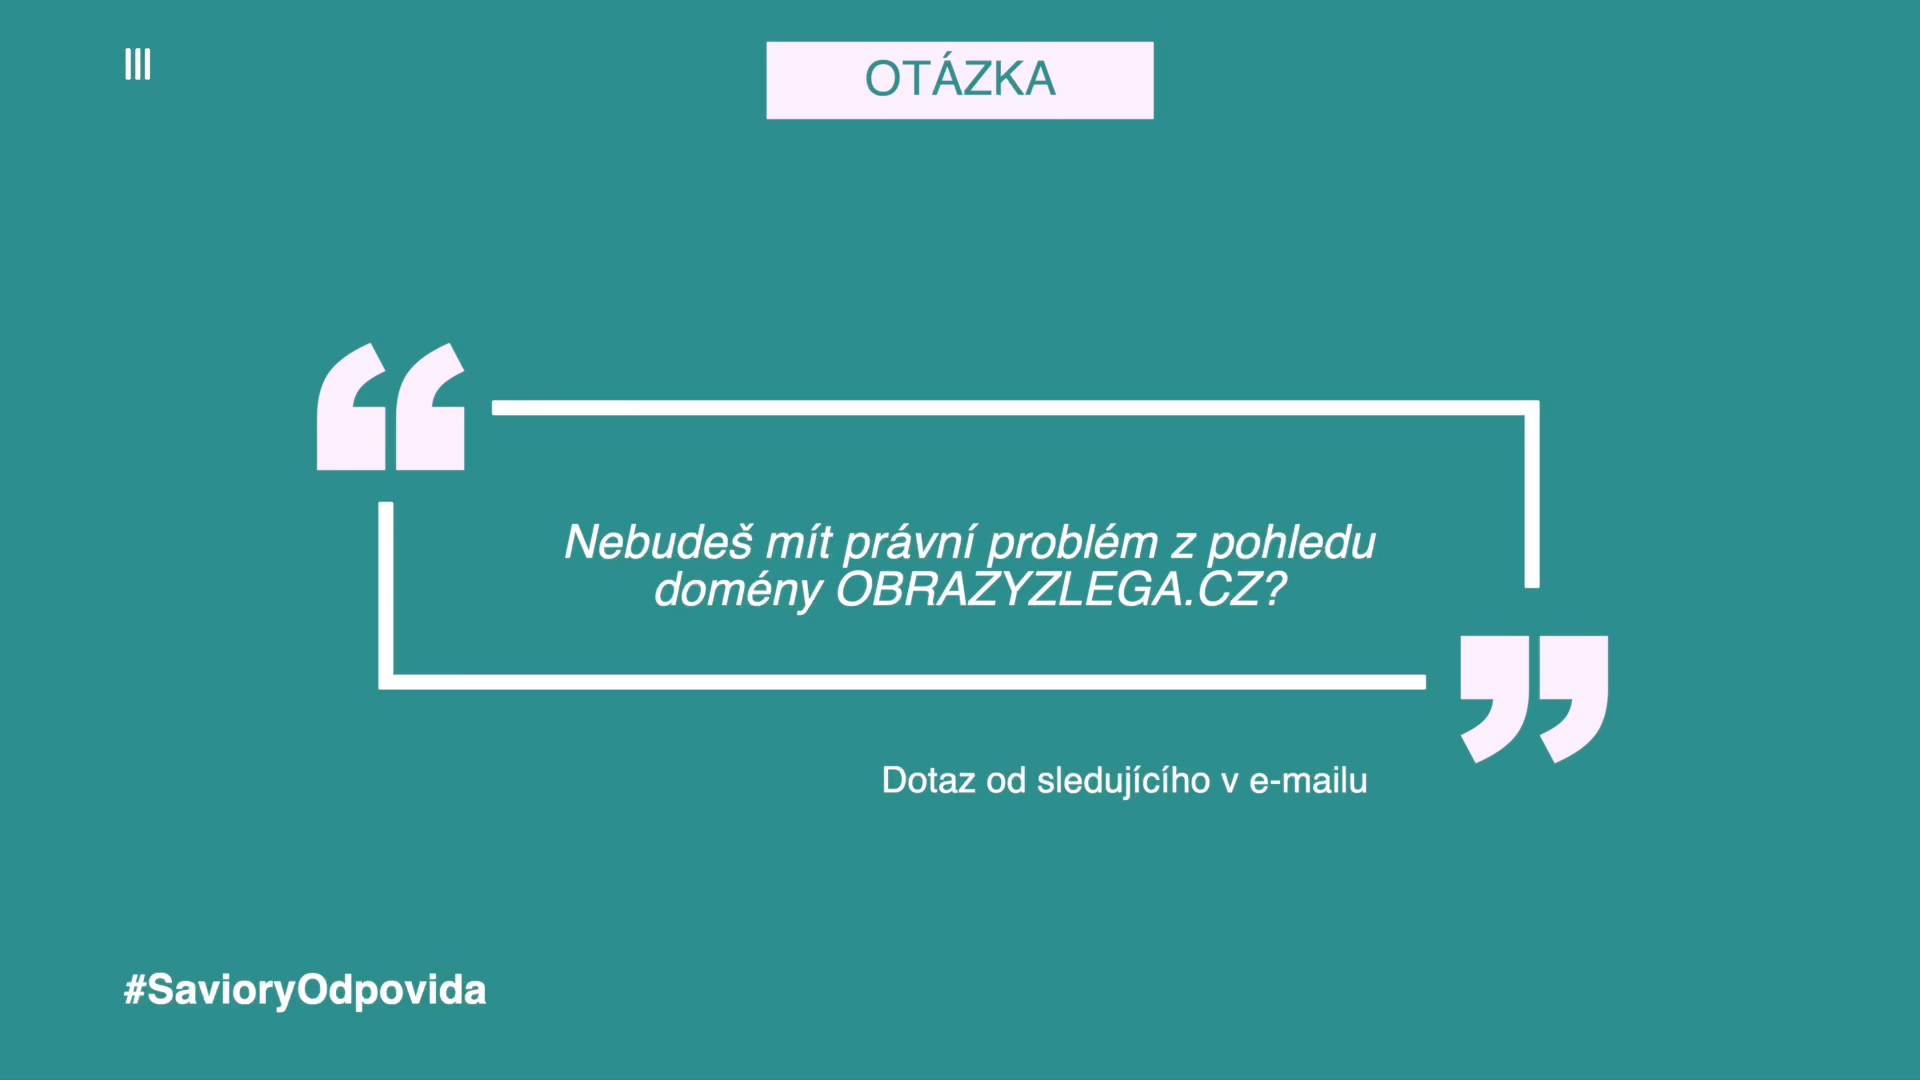 OTÁZKA
Nebudeš mít právní problém z pohledu
domény OBRAZYZLEGA.CZ?
Dotaz od sledujícího v e-mailu
#SavioryOdpovida